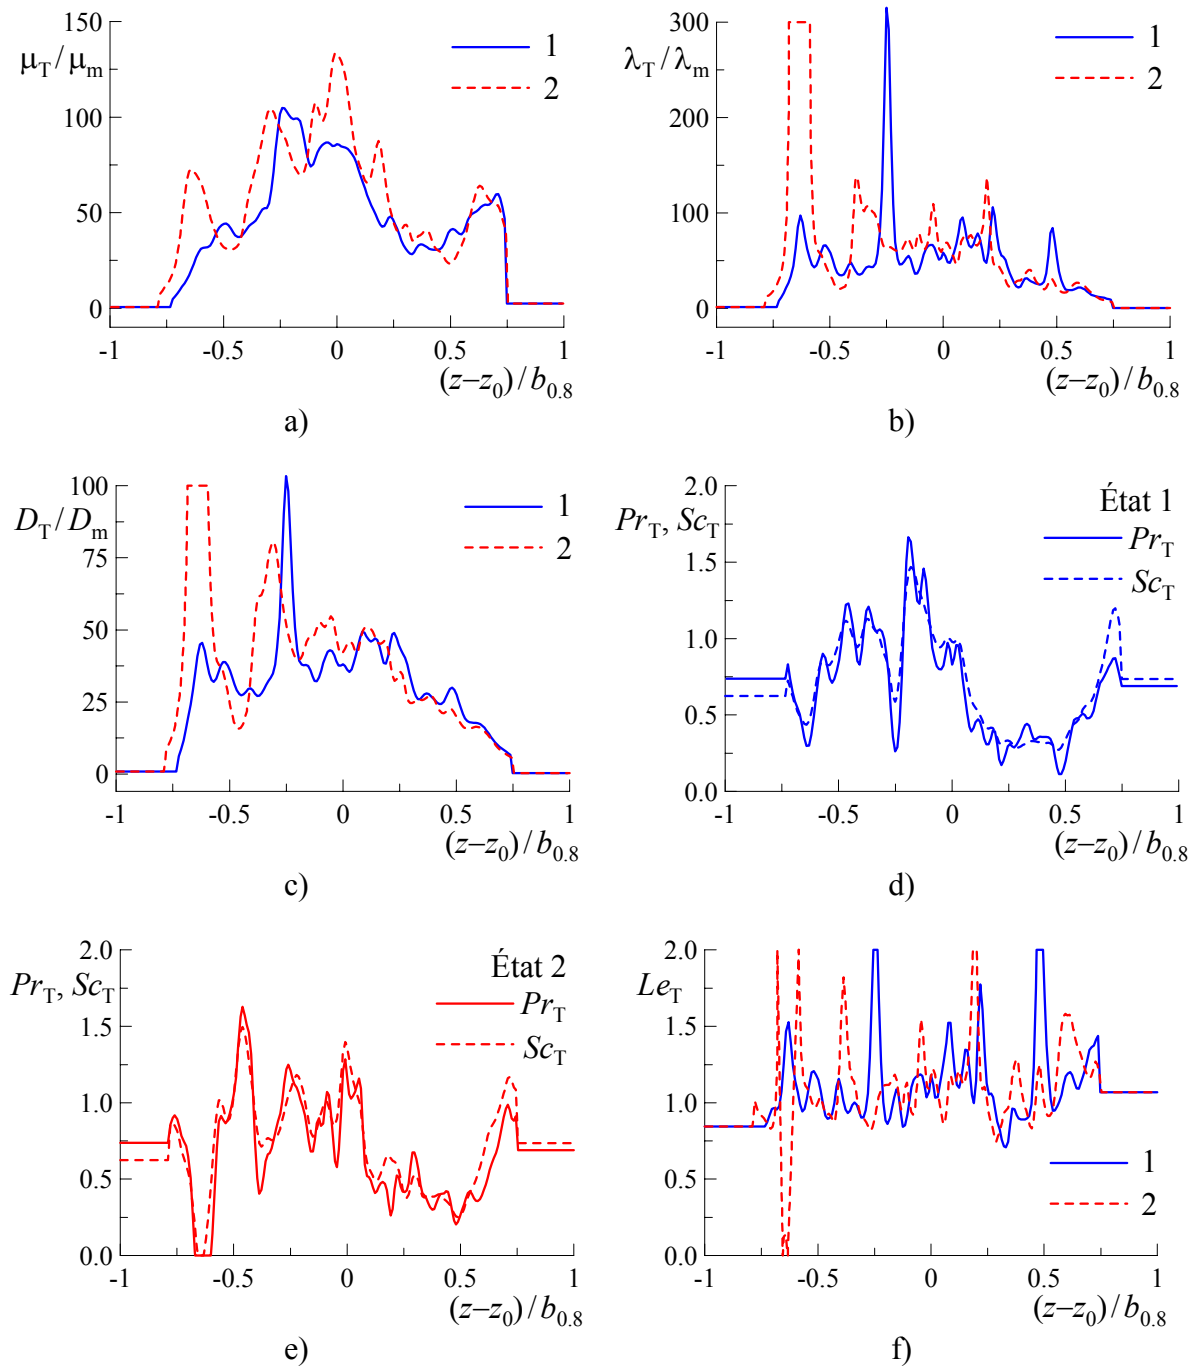 150
μT/μm
1
2
100
50
0
-1 -0.5 0 0.5 1
(z–z0)/b0.8
a)
300
λT/λm
1
2
200
100
0
-1 -0.5 0 0.5 1
(z–z0)/b0.8
b)
100
DT/Dm
1
2
75
50
25
0
-1 -0.5 0 0.5 1
(z–z0)/b0.8
c)
2.0
État 1
PrT, ScT
PrT
1.5
ScT
1.0
0.5
0.0
-1 -0.5 0 0.5 1
(z–z0)/b0.8
d)
2.0
État 2
PrT, ScT
PrT
1.5
ScT
1.0
0.5
0.0
-1 -0.5 0 0.5 1
(z–z0)/b0.8
e)
2.0
LeT
1.5
1.0
1
0.5
2
0.0
-1 -0.5 0 0.5 1
(z–z0)/b0.8
f)